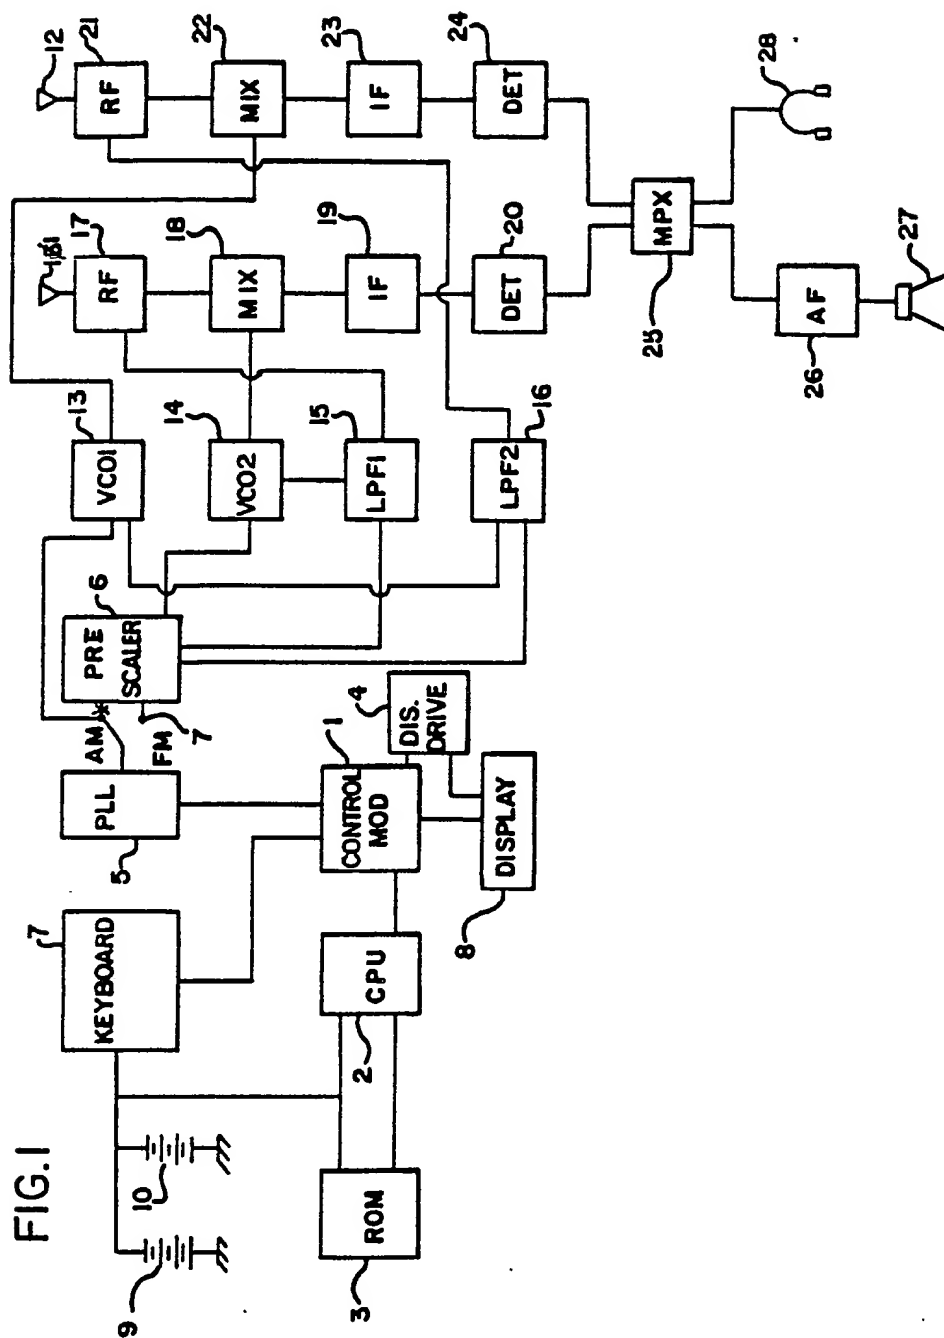 FIG.1
9
10
7
KEYBOARD
5
PLL
AM
FM
7
PRE
SCALER
6
VCO1
13
RF
17
RF
21
12
3
ROM
2
CPU
CONTROL
MOD
1
4
DIS.
DRIVE
8
DISPLAY
14
VCO2
15
LPF1
LPF2
16
18
MIX
19
IF
20
DET
22
MIX
23
IF
24
DET
25
MPX
26
AF
27
28